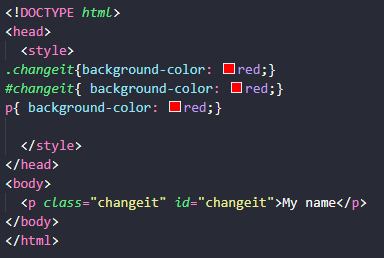 <!DOCTYPE html>
<head>
<style>
.changeit{background-color: red;}
#changeit{ background-color: red;}
p{ background-color: red;}
</style>
</head>
<body>
<p class="changeit" id="changeit">My name</p>
</body>
</html>